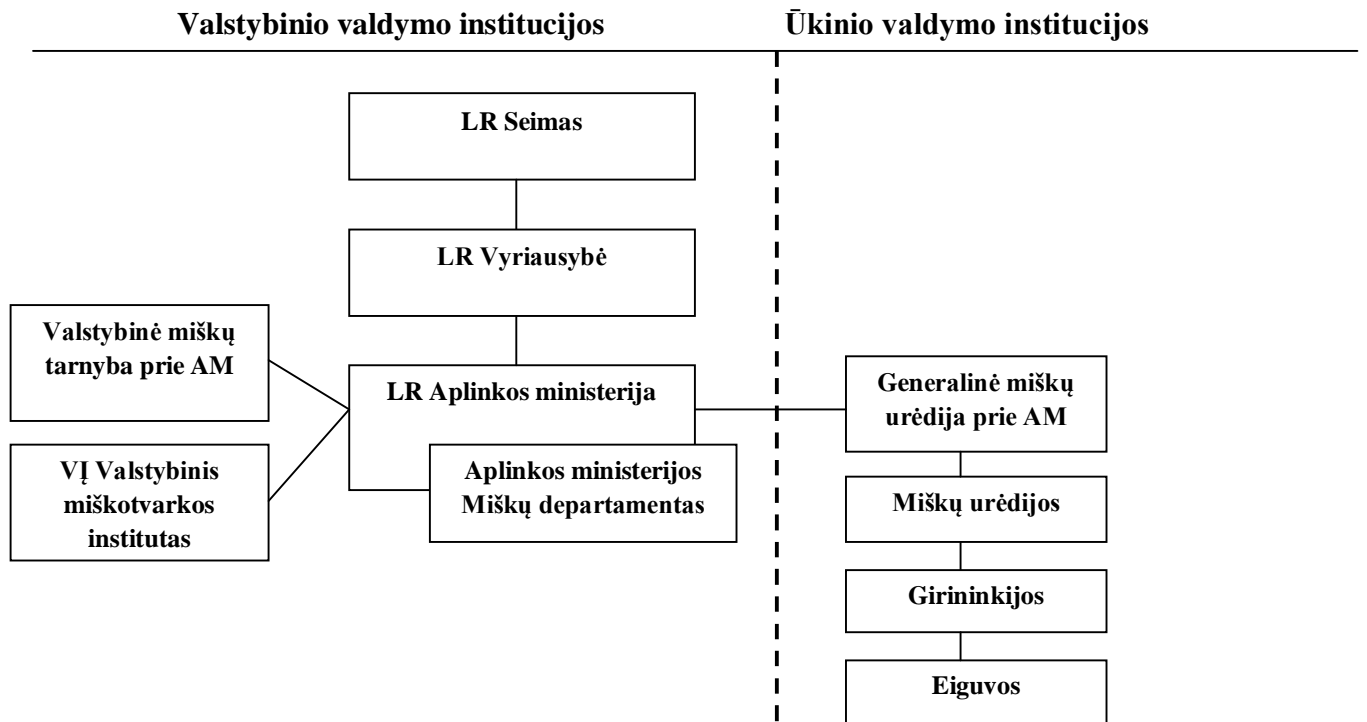 Valstybinio valdymo institucijos
Ūkinio valdymo institucijos
LR Seimas
LR Vyriausybė
Valstybinė miškų
tarnyba prie AM
LR Aplinkos ministerija
Generalinė miškų
urėdija prie AM
VĮ Valstybinis
miškotvarkos
institutas
Aplinkos ministerijos
Miškų departamentas
Miškų urėdijos
Girininkijos
Eiguvos